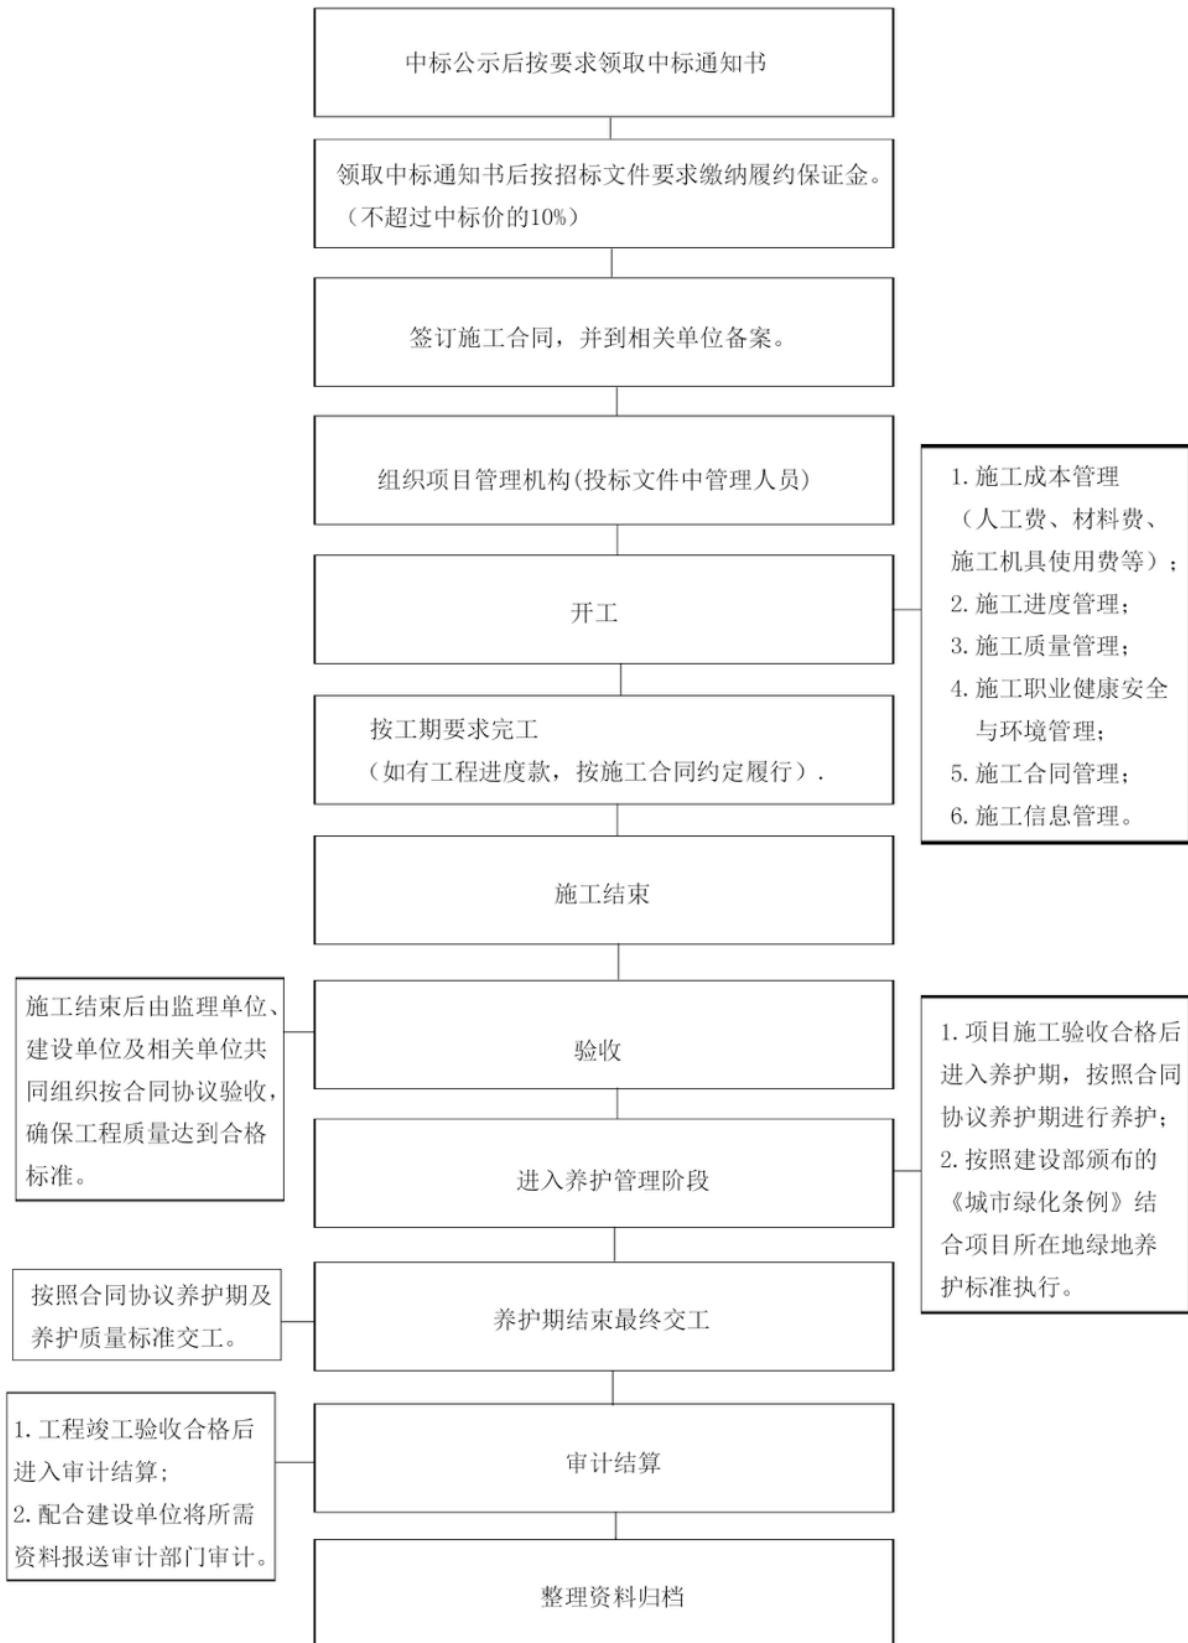 中标公示后按要求领取中标通知书
领取中标通知书后按招标文件要求缴纳履约保证金。
（不超过中标价的10%）
签订施工合同，并到相关单位备案。
组织项目管理机构(投标文件中管理人员)
1.施工成本管理
（人工费、材料费、
施工机具使用费等）；
2.施工进度管理；
3.施工质量管理；
4.施工职业健康安全
与环境管理；
5.施工合同管理；
6.施工信息管理。
开工
按工期要求完工
（如有工程进度款，按施工合同约定履行）.
施工结束
施工结束后由监理单位、
建设单位及相关单位共
同组织按合同协议验收，
确保工程质量达到合格
标准。
验收
1.项目施工验收合格后
进入养护期，按照合同
协议养护期进行养护；
2.按照建设部颁布的
《城市绿化条例》结
合项目所在地绿地养
护标准执行。
进入养护管理阶段
按照合同协议养护期及
养护质量标准交工。
养护期结束最终交工
1.工程竣工验收合格后
进入审计结算；
2.配合建设单位将所需
资料报送审计部门审计。
审计结算
整理资料归档